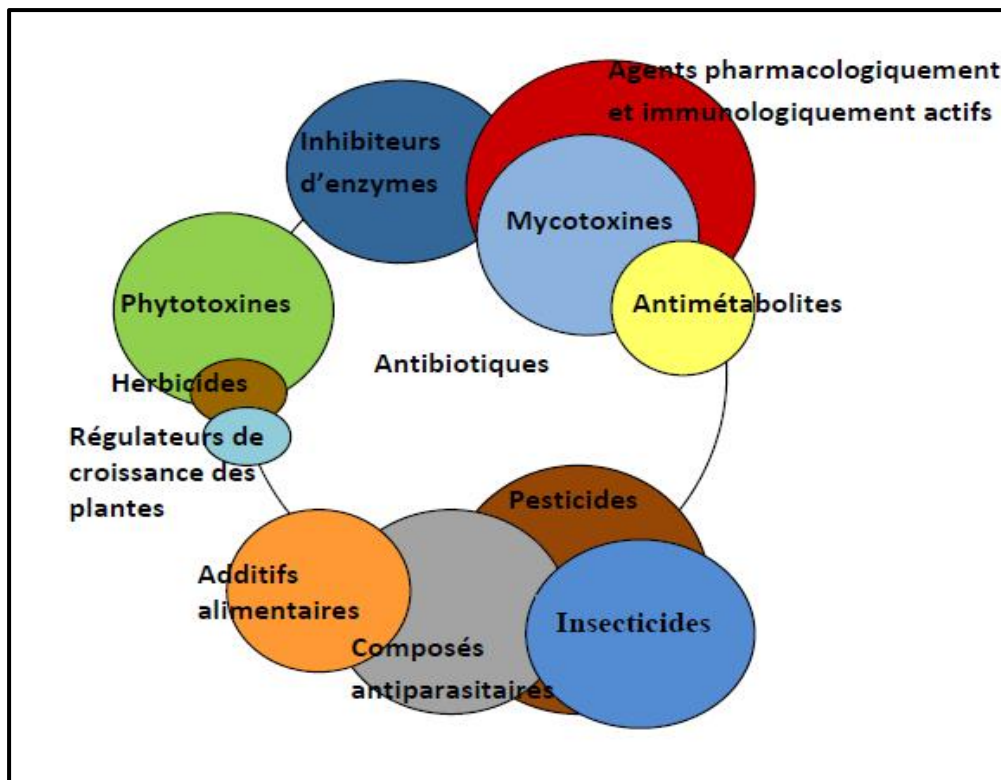 Agents pharmacologiquement
et immunologiquement actifs
Inhibiteurs
d’enzymes
Mycotoxines
Phytotoxines
Antimétabolites
Antibiotiques
Herbicides
Régulateurs de
croissance des
plantes
Pesticides
Additifs
alimentaires
Insecticides
Composés
antiparasitaires